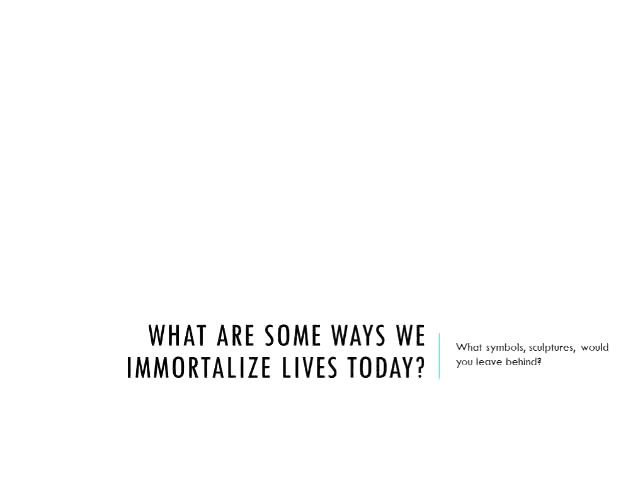 WHAT ARE SOME WAYS WE
IMMORTALIZE LIVES TODAY?
What symbols, sculptures, would
you leave behind?